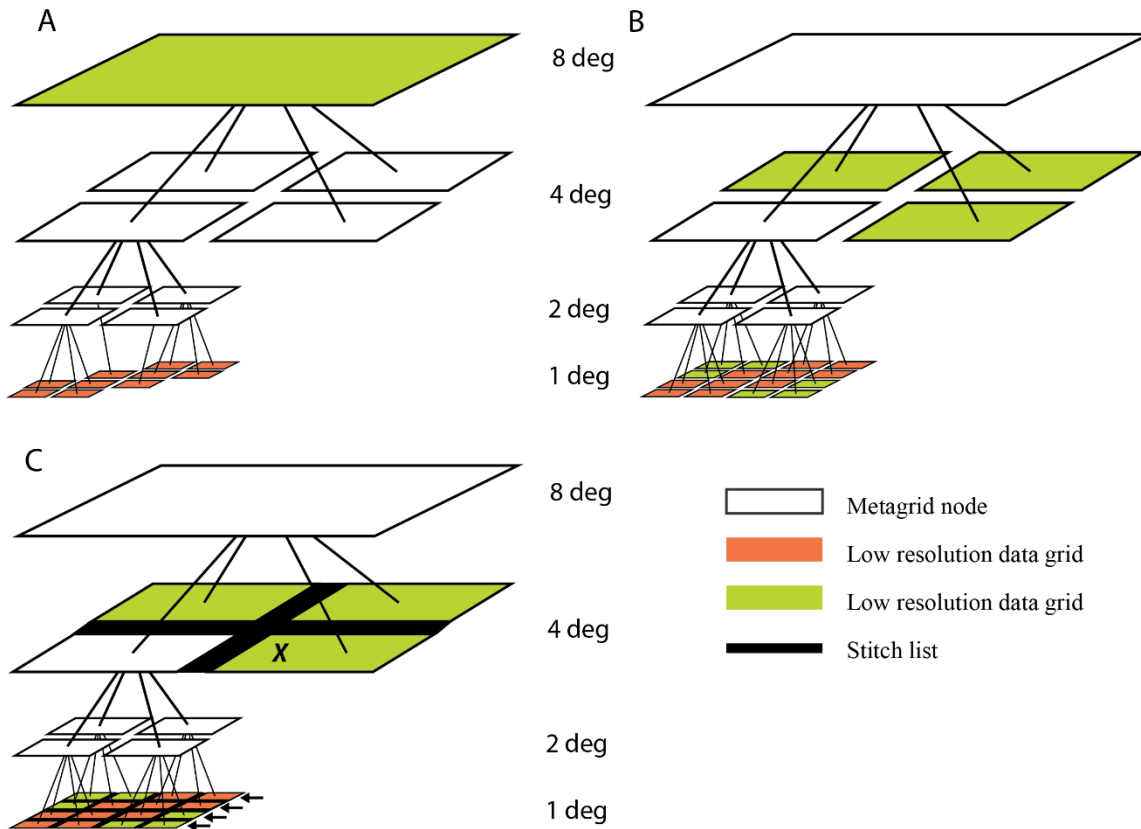 A
8 deg
4 deg
2 deg
1 deg
B
C
8 deg
4 deg
X
2 deg
1 deg
Metagrid node
Low resolution data grid
Low resolution data grid
Stitch list